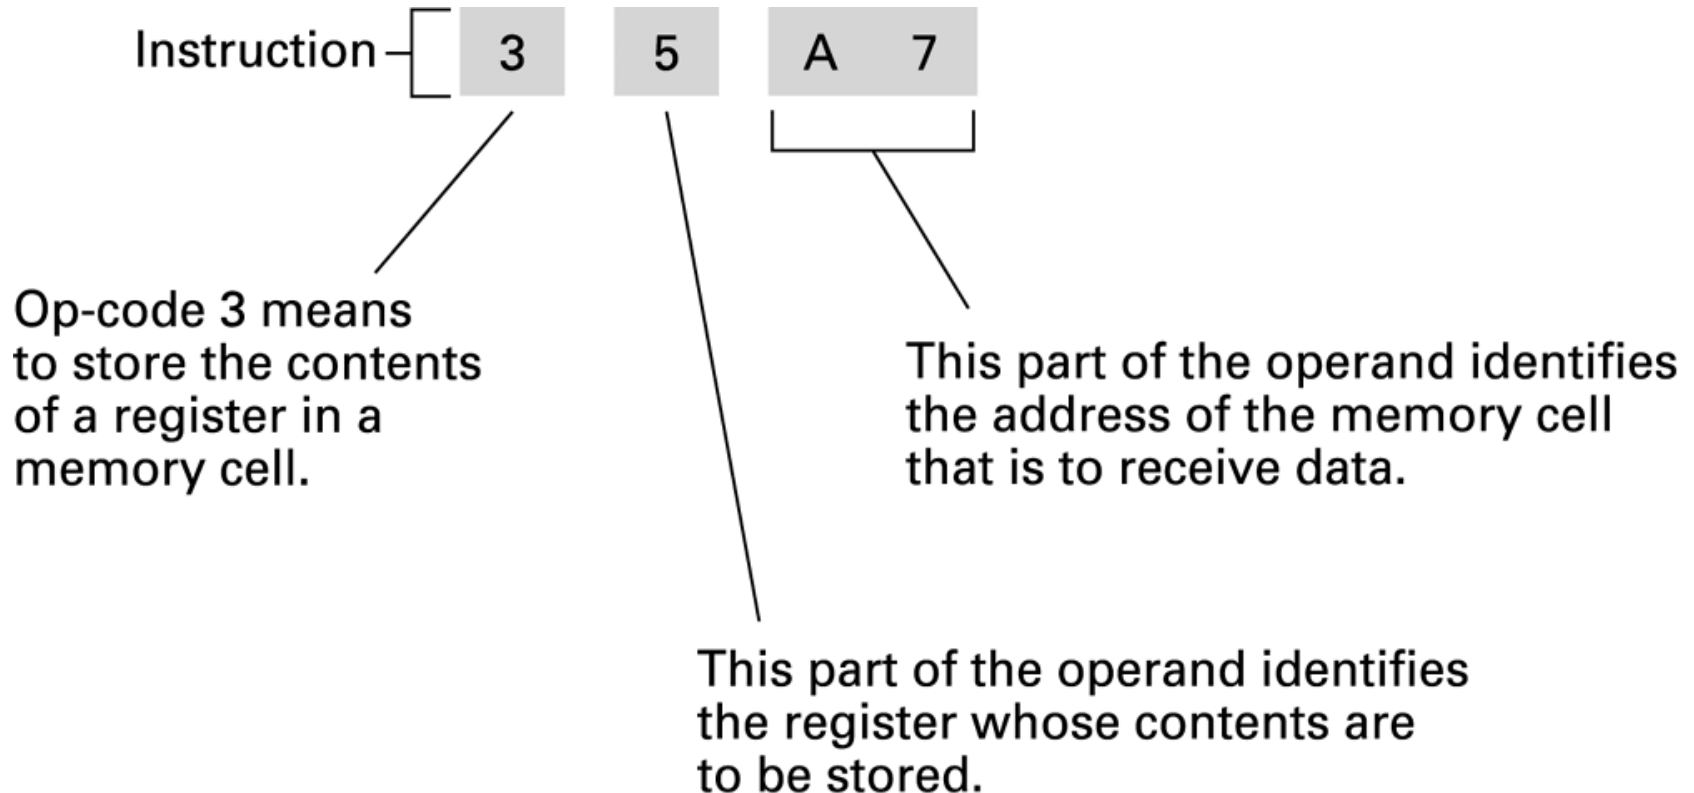 Instruction 3 5 A 7
Op-code 3 means
to store the contents
of a register in a
memory cell.
This part of the operand identifies
the address of the memory cell
that is to receive data.
This part of the operand identifies
the register whose contents are
to be stored.